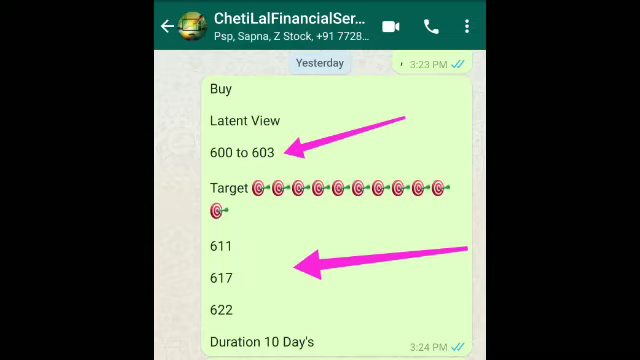 ChetiLalFinancialSer...
Psp, Sapna, Z Stock, +91 7728...
Yesterday
3:23 PM
Buy
Latent View
600 to 603
Target 🎯🎯🎯🎯🎯🎯🎯🎯🎯🎯
🎯
611
617
622
Duration 10 Day's
3:24 PM